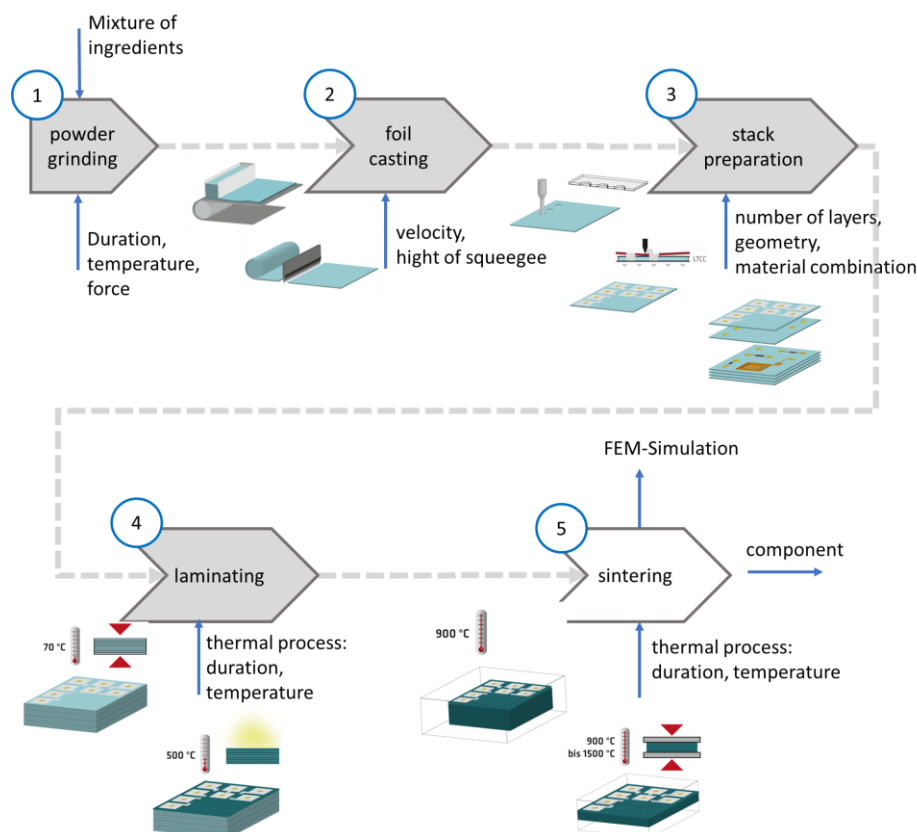 Mixture of
ingredients
1
powder
grinding
Duration,
temperature,
force
2
foil
casting
velocity,
hight of squeegee
3
stack
preparation
number of layers,
geometry,
material combination
LTCC
4
laminating
70 °C
thermal process:
duration,
temperature
500 °C
FEM-Simulation
5
sintering
component
900 °C
thermal process:
duration, temperature
900 °C
bis 1500 °C